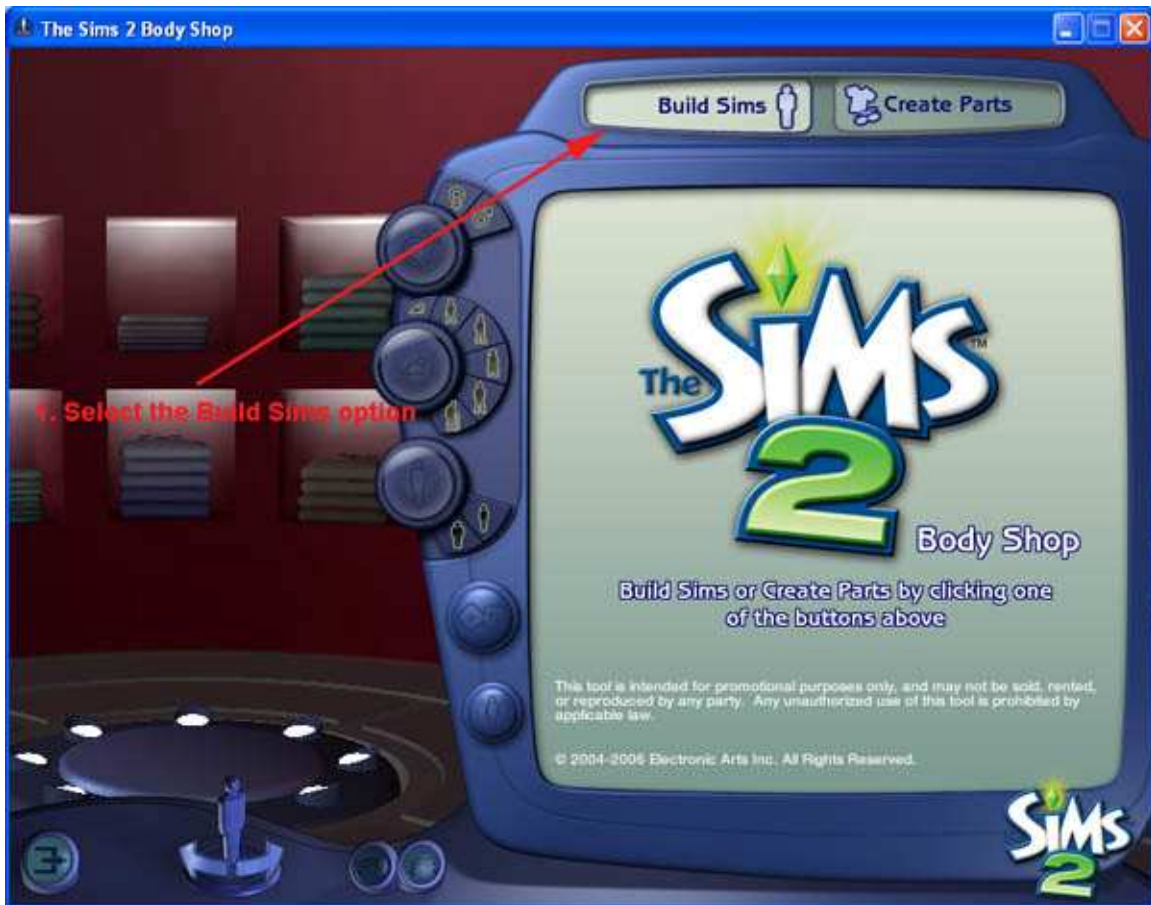 The Sims 2 Body Shop
Build Sims
Create Parts
The SIMS 2 ™
Body Shop
1. Select the Build Sims option
Build Sims or Create Parts by clicking one
of the buttons above
This tool is intended for promotional purposes only, and may not be sold, rented,
or reproduced by any party. Any unauthorized use of this tool is prohibited by
applicable law.
© 2004-2006 Electronic Arts Inc. All Rights Reserved.
SIMS 2